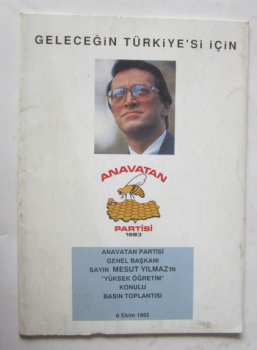 GELECEĞİN TÜRKİYE'Sİ İÇİN
ANAVATAN
PARTİSİ
1983
ANAVATAN PARTİSİ
GENEL BAŞKANI
SAYIN MESUT YILMAZ'IN
"YÜKSEK ÖĞRETİM"
KONULU
BASIN TOPLANTISI
6 Ekim 1993